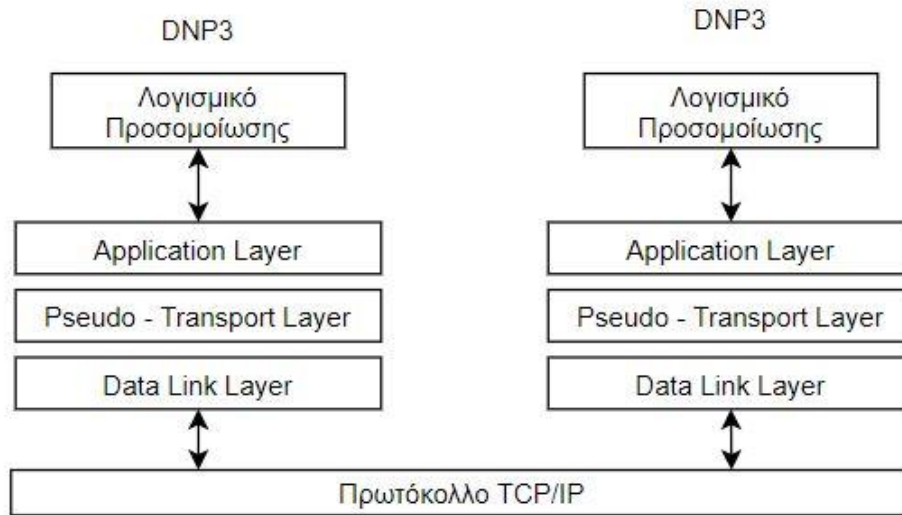 DNP3
Λογισμικό
Προσομοίωσης
Application Layer
Pseudo - Transport Layer
Data Link Layer
DNP3
Λογισμικό
Προσομοίωσης
Application Layer
Pseudo - Transport Layer
Data Link Layer
Πρωτόκολλο TCP/IP